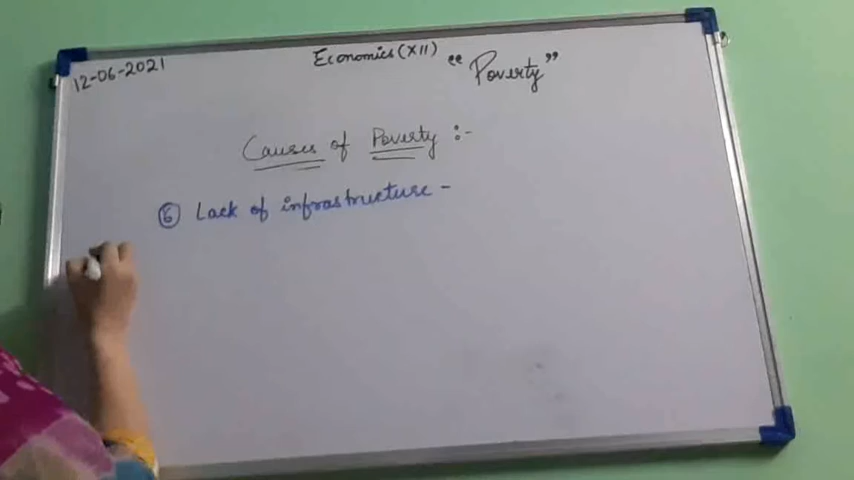 12-06-2021
Economics (XII) "Poverty"
Causes of Poverty :-
⑥ Lack of infrastructure -